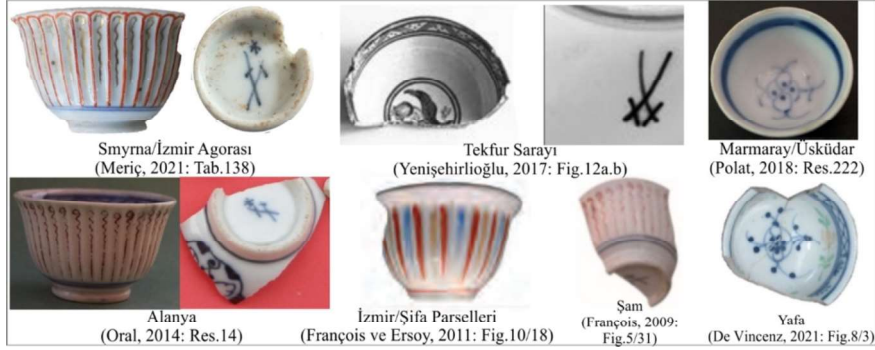 Smyrna/İzmir Agorası
(Meriç, 2021: Tab.138)
Tekfur Sarayı
(Yenişehirlioğlu, 2017: Fig.12a.b)
Marmaray/Üsküdar
(Polat, 2018: Res.222)
Alanya
(Oral, 2014: Res.14)
İzmir/Şifa Parselleri
(François ve Ersoy, 2011: Fig.10/18)
Şam
(François, 2009:
Fig.5/31)
Yafa
(De Vincenz, 2021: Fig.8/3)